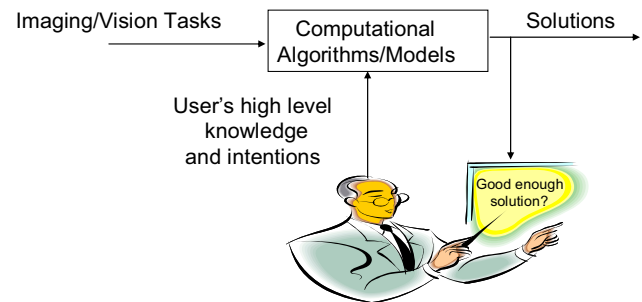 Imaging/Vision Tasks
Computational
Algorithms/Models
Solutions
User's high level
knowledge
and intentions
Good enough
solution?